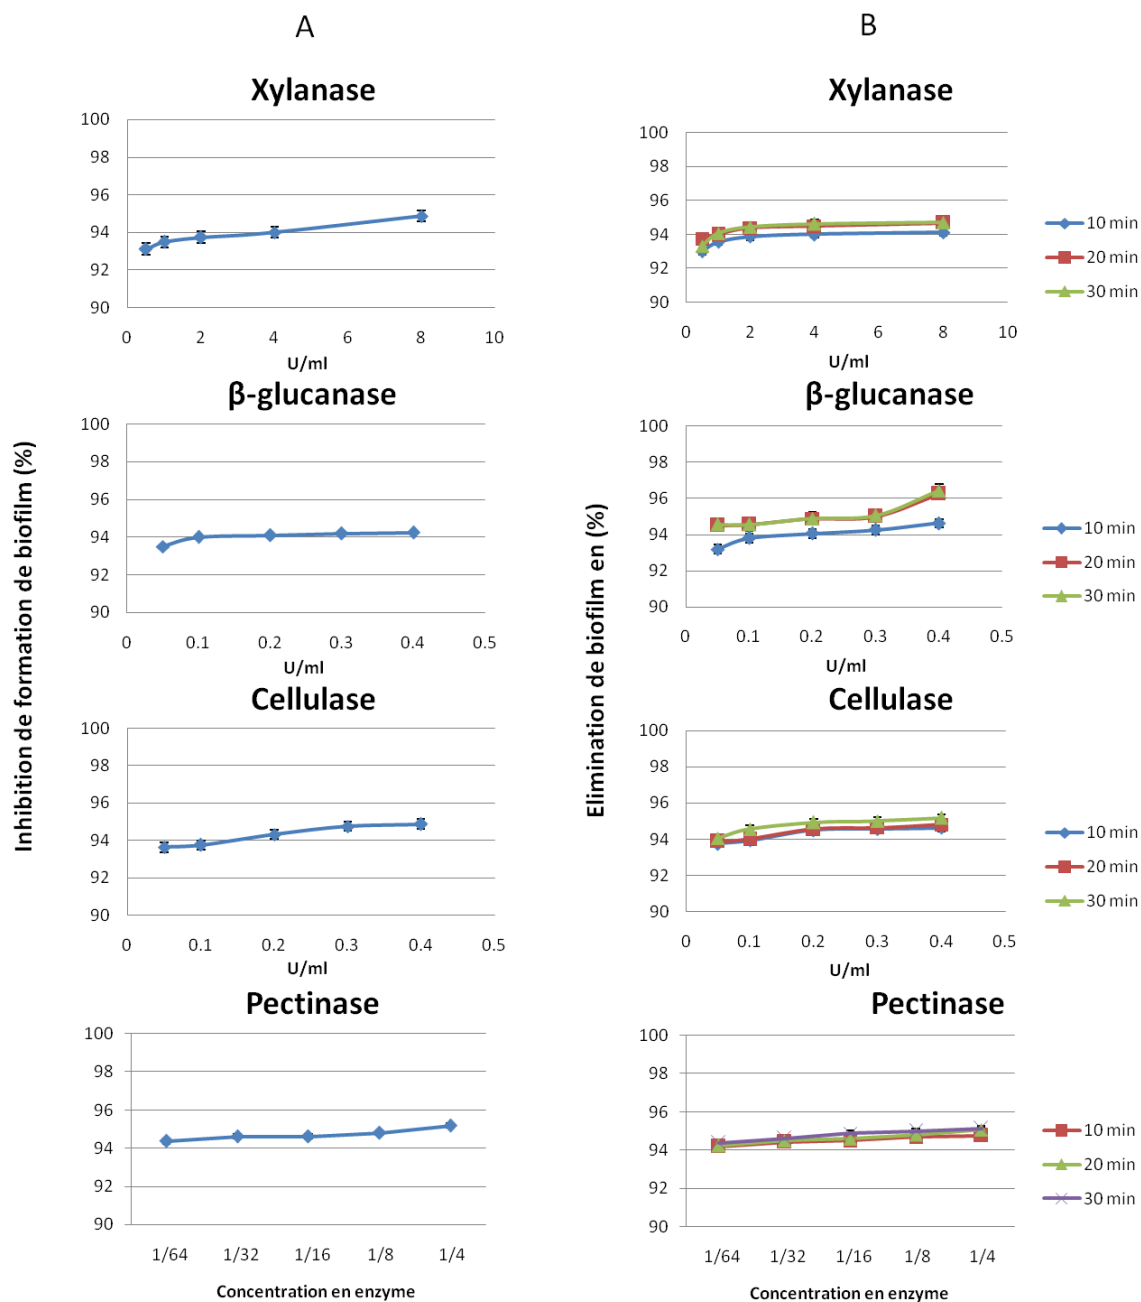 A
B
Inhibition de formation de biofilm (%)
Xylanase
100
98
96
94
92
90
0
2
4
6
8
10
U/ml
β-glucanase
100
98
96
94
92
90
0
0.1
0.2
0.3
0.4
0.5
U/ml
Cellulase
100
98
96
94
92
90
0
0.1
0.2
0.3
0.4
0.5
U/ml
Pectinase
100
98
96
94
92
90
1/64
1/32
1/16
1/8
1/4
Concentration en enzyme
Elimination de biofilm en (%)
Xylanase
100
98
96
94
92
90
0
2
4
6
8
10
U/ml
10 min
20 min
30 min
β-glucanase
100
98
96
94
92
90
0
0.1
0.2
0.3
0.4
0.5
U/ml
10 min
20 min
30 min
Cellulase
100
98
96
94
92
90
0
0.1
0.2
0.3
0.4
0.5
U/ml
10 min
20 min
30 min
Pectinase
100
98
96
94
92
90
1/64
1/32
1/16
1/8
1/4
Concentration en enzyme
10 min
20 min
30 min